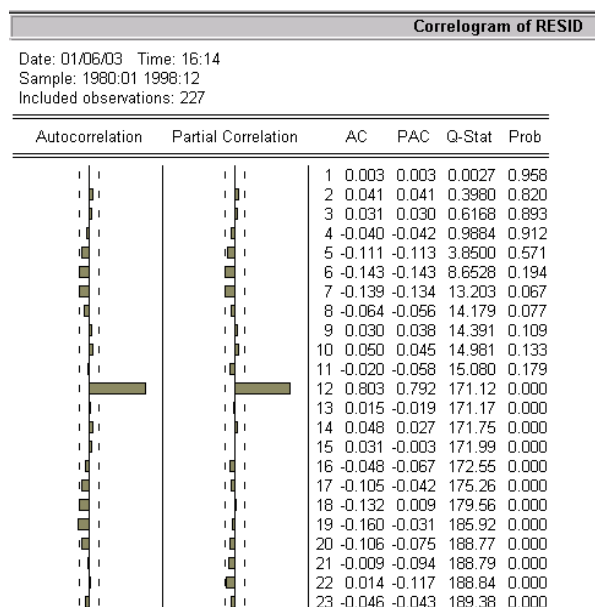 Correlogram of RESID
Date: 01/06/03 Time: 16:14
Sample: 1980:01 1998:12
Included observations: 227
Autocorrelation Partial Correlation AC PAC Q-Stat Prob
1 0.003 0.003 0.0027 0.958
2 0.041 0.041 0.3980 0.820
3 0.031 0.030 0.6168 0.893
4 -0.040 -0.042 0.9884 0.912
5 -0.111 -0.113 3.8500 0.571
6 -0.143 -0.143 8.6528 0.194
7 -0.139 -0.134 13.203 0.067
8 -0.064 -0.056 14.179 0.077
9 0.030 0.038 14.391 0.109
10 0.050 0.045 14.981 0.133
11 -0.020 -0.058 15.080 0.179
12 0.803 0.792 171.12 0.000
13 0.015 -0.019 171.17 0.000
14 0.048 0.027 171.75 0.000
15 0.031 -0.003 171.99 0.000
16 -0.048 -0.067 172.55 0.000
17 -0.105 -0.042 175.26 0.000
18 -0.132 0.009 179.56 0.000
19 -0.160 -0.031 185.92 0.000
20 -0.106 -0.075 188.77 0.000
21 -0.009 -0.094 188.79 0.000
22 0.014 -0.117 188.84 0.000
23 -0.046 -0.043 189.38 0.000